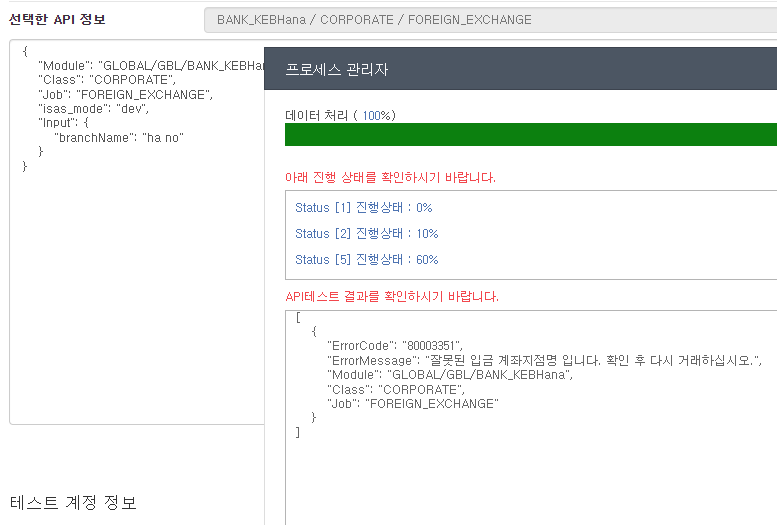 선택한 API 정보
BANK_KEBHana / CORPORATE / FOREIGN_EXCHANGE
{
"Module": "GLOBAL/GBL/BANK_KEBHan
"Class": "CORPORATE",
"Job": "FOREIGN_EXCHANGE",
"isas_mode": "dev",
"Input": {
"branchName": "ha no"
}
}
프로세스 관리자
데이터 처리 ( 100%)
아래 진행 상태를 확인하시기 바랍니다.
Status [1] 진행상태 : 0%
Status [2] 진행상태 : 10%
Status [5] 진행상태 : 60%
API테스트 결과를 확인하시기 바랍니다.
[
{
"ErrorCode": "80003351",
"ErrorMessage": "잘못된 입금 계좌지점명 입니다. 확인 후 다시 거래하십시오.",
"Module": "GLOBAL/GBL/BANK_KEBHana",
"Class": "CORPORATE",
"Job": "FOREIGN_EXCHANGE"
}
]
테스트 계정 정보